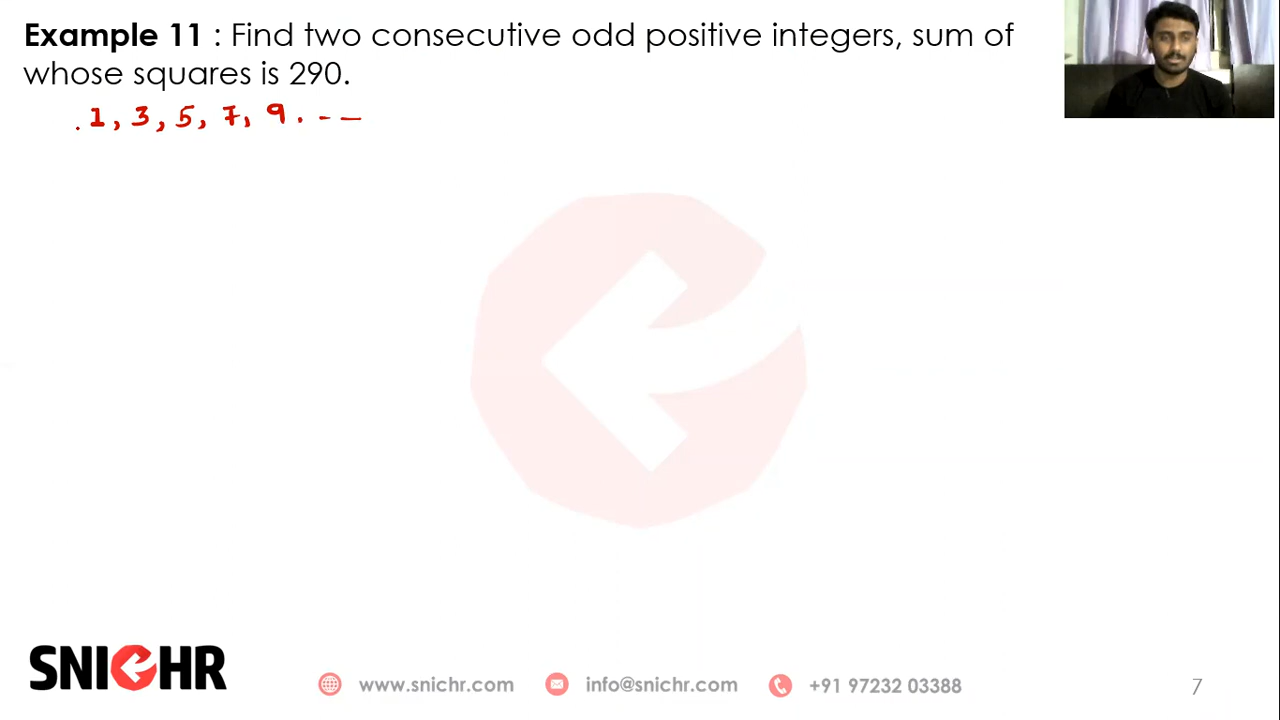 Example 11 : Find two consecutive odd positive integers, sum of
whose squares is 290.
. 1, 3, 5, 7, 9. - —
SNICHR
www.snichr.com
info@snichr.com
+91 97232 03388
7